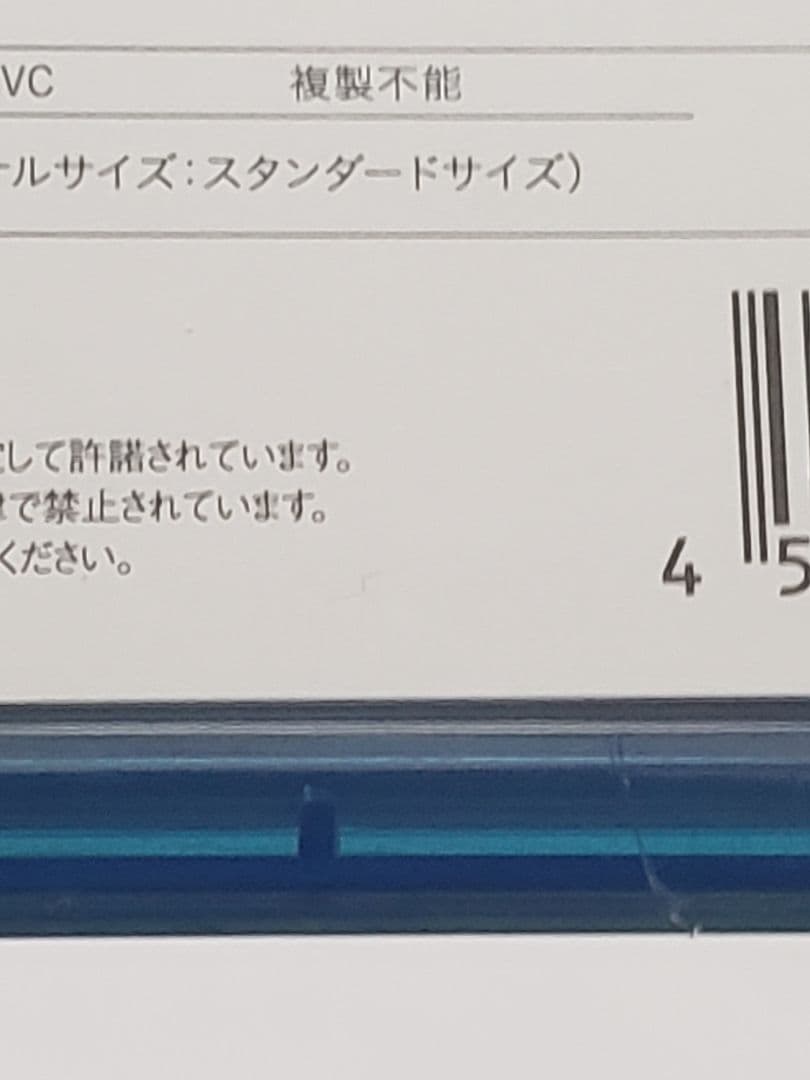 VC 複製不能
ルサイズ：スタンダードサイズ）
して許諾されています。
で禁止されています。
ください。
4 5